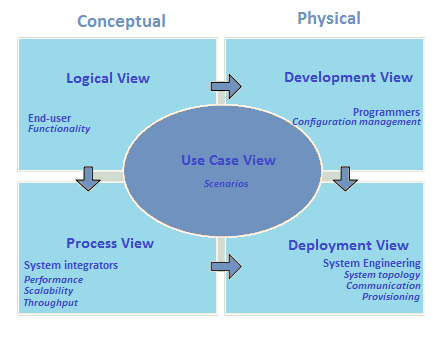 Conceptual
Physical
Logical View
End-user
Functionality
Development View
Programmers
Configuration management
Use Case View
Scenarios
Process View
System integrators
Performance
Scalability
Throughput
Deployment View
System Engineering
System topology
Communication
Provisioning